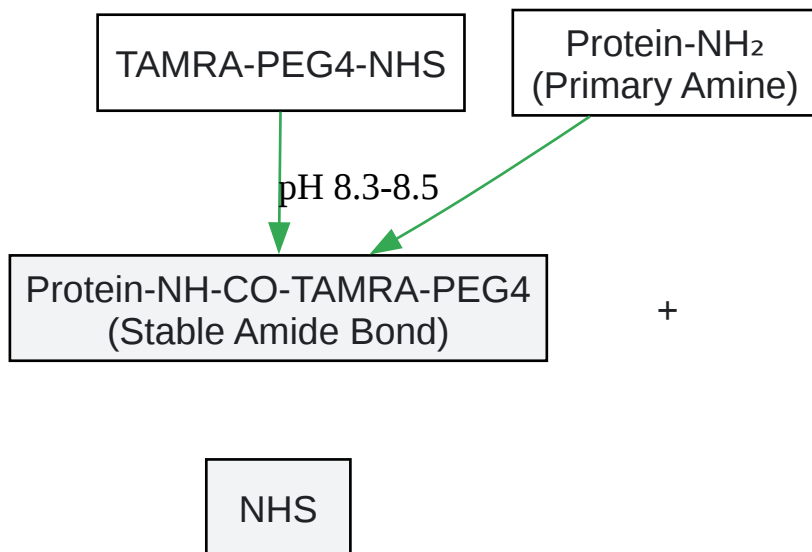 TAMRA-PEG4-NHS
Protein-NH₂
(Primary Amine)
pH 8.3-8.5
Protein-NH-CO-TAMRA-PEG4
(Stable Amide Bond)
+
NHS